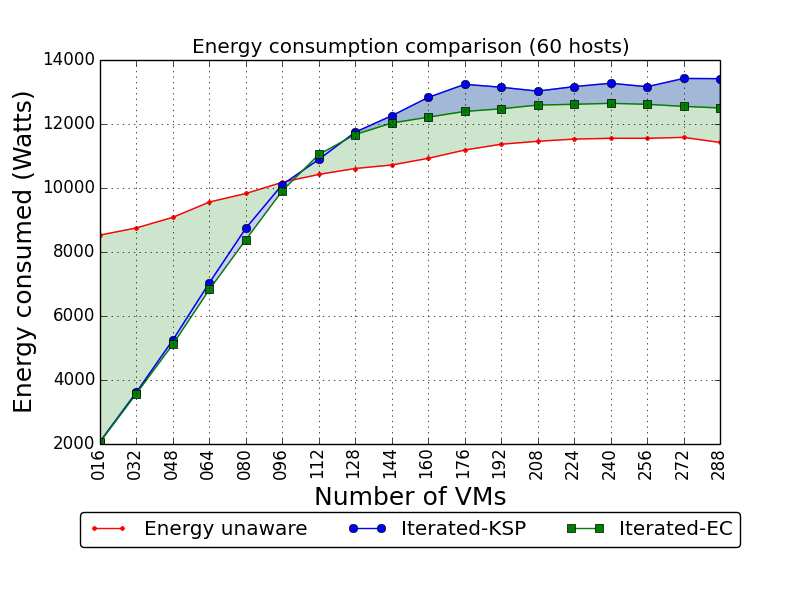 Energy consumption comparison (60 hosts)
14000
12000
10000
8000
6000
4000
2000
Energy consumed (Watts)
016 032 048 064 080 096 112 128 144 160 176 192 208 224 240 256 272 288
Number of VMs
Energy unaware Iterated-KSP Iterated-EC